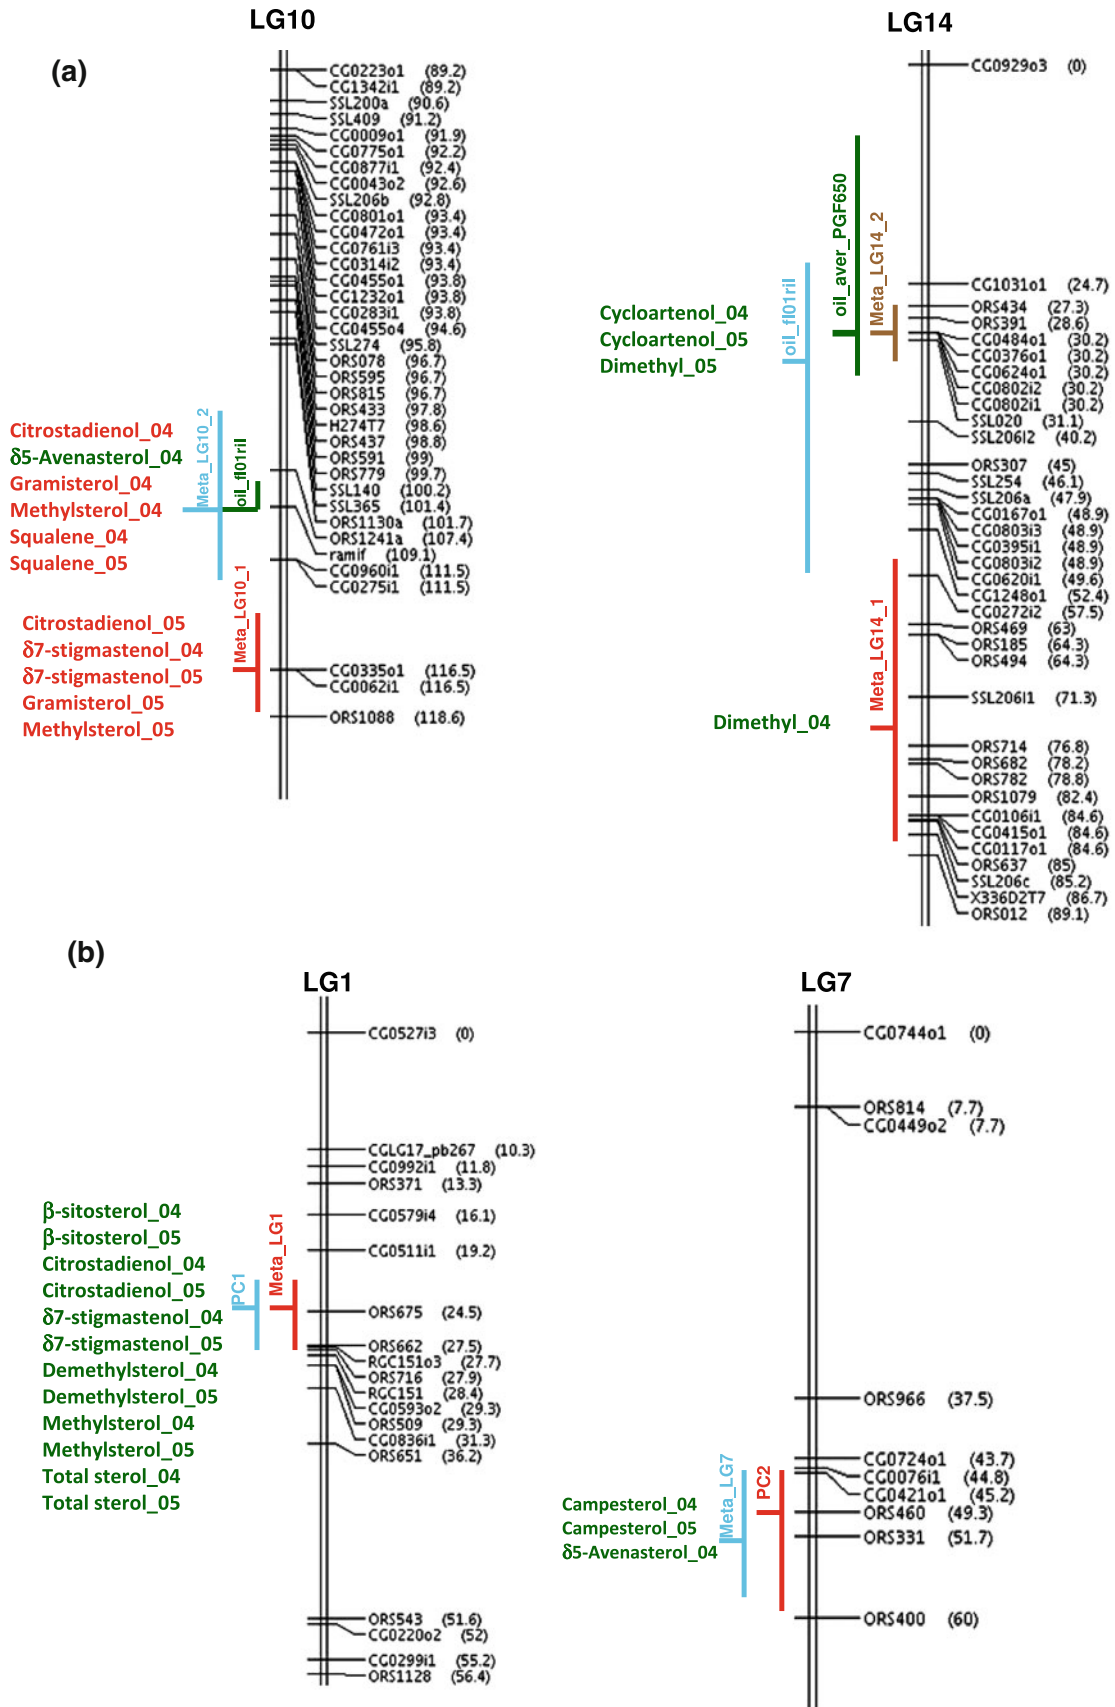 LG10
LG14
(a)
CG0223o1 (89.2)
CG1342i1 (89.2)
SSL200a (90.6)
SSL409 (91.2)
CG0009o1 (91.9)
CG0775o1 (92.2)
CG0877i1 (92.4)
CG0043o2 (92.6)
SSL206b (92.8)
CG0801o1 (93.4)
CG0472o1 (93.4)
CG0761i3 (93.4)
CG0314i2 (93.4)
CG0455o1 (93.8)
CG1232o1 (93.8)
CG0283i1 (93.8)
CG0455o4 (94.6)
SSL274 (95.8)
ORS078 (96.7)
ORS595 (96.7)
ORS815 (96.7)
ORS433 (97.8)
H274T7 (98.6)
ORS437 (98.8)
ORS591 (99)
ORS779 (99.7)
SSL140 (100.2)
SSL365 (101.4)
ORS1130a (101.7)
ORS1241a (107.4)
ramif (109.1)
CG0960i1 (111.5)
CG0275i1 (111.5)
CG0335o1 (116.5)
CG0062i1 (116.5)
ORS1088 (118.6)
Meta_LG10_2
oil_fl01ril
Meta_LG10_1
Citrostadienol_04
δ5-Avenasterol_04
Gramisterol_04
Methylsterol_04
Squalene_04
Squalene_05
Citrostadienol_05
δ7-stigmastenol_04
δ7-stigmastenol_05
Gramisterol_05
Methylsterol_05
CG0929o3 (0)
CG1031o1 (24.7)
ORS434 (27.3)
ORS391 (28.6)
CG0484o1 (30.2)
CG0376o1 (30.2)
CG0624o1 (30.2)
CG0802i2 (30.2)
CG0802i1 (30.2)
SSL020 (31.1)
SSL206l2 (40.2)
ORS307 (45)
SSL254 (46.1)
SSL206a (47.9)
CG0167o1 (48.9)
CG0803i3 (48.9)
CG0395i1 (48.9)
CG0803i2 (48.9)
CG0620i1 (49.6)
CG1248o1 (52.4)
CG0272i2 (57.5)
ORS469 (63)
ORS185 (64.3)
ORS494 (64.3)
SSL206l1 (71.3)
ORS714 (76.8)
ORS682 (78.2)
ORS782 (78.8)
ORS1079 (82.4)
CG0106i1 (84.6)
CG0415o1 (84.6)
CG0117o1 (84.6)
ORS637 (85)
SSL206c (85.2)
X336D2T7 (86.7)
ORS012 (89.1)
oil_fl01ril
oil_aver_PGF650
Meta_LG14_2
Meta_LG14_1
Cycloartenol_04
Cycloartenol_05
Dimethyl_05
Dimethyl_04
(b)
LG1
LG7
CG0527i3 (0)
CGLG17_pb267 (10.3)
CG0992i1 (11.8)
ORS371 (13.3)
CG0579i4 (16.1)
CG0511i1 (19.2)
ORS675 (24.5)
ORS662 (27.5)
RGC151o3 (27.7)
ORS716 (27.9)
RGC151 (28.4)
CG0593o2 (29.3)
ORS509 (29.3)
CG0836i1 (31.3)
ORS651 (36.2)
ORS543 (51.6)
CG0220o2 (52)
CG0299i1 (55.2)
ORS1128 (56.4)
PC1
Meta_LG1
β-sitosterol_04
β-sitosterol_05
Citrostadienol_04
Citrostadienol_05
δ7-stigmastenol_04
δ7-stigmastenol_05
Demethylsterol_04
Demethylsterol_05
Methylsterol_04
Methylsterol_05
Total sterol_04
Total sterol_05
CG0744o1 (0)
ORS814 (7.7)
CG0449o2 (7.7)
ORS966 (37.5)
CG0724o1 (43.7)
CG0076i1 (44.8)
CG0421o1 (45.2)
ORS460 (49.3)
ORS331 (51.7)
ORS400 (60)
Meta_LG7
PC2
Campesterol_04
Campesterol_05
δ5-Avenasterol_04